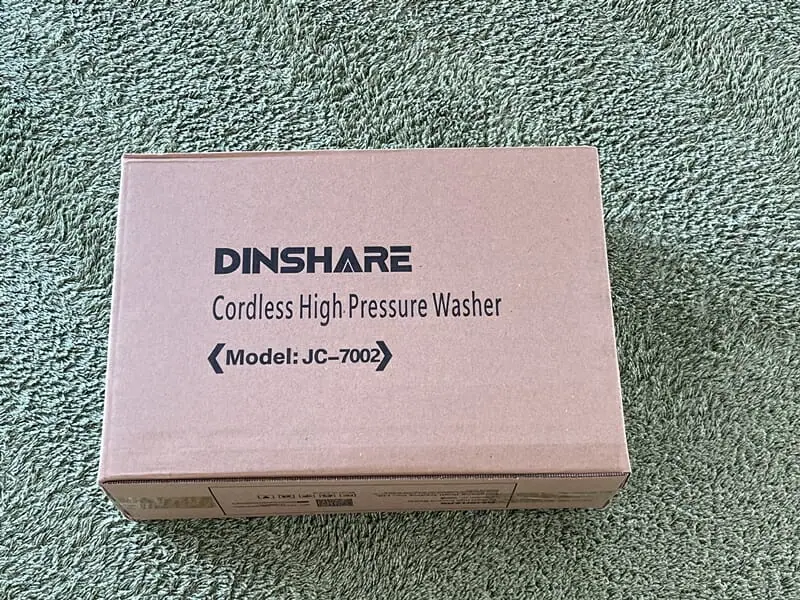 DINSHARE
Cordless High Pressure Washer
《Model: JC-7002》